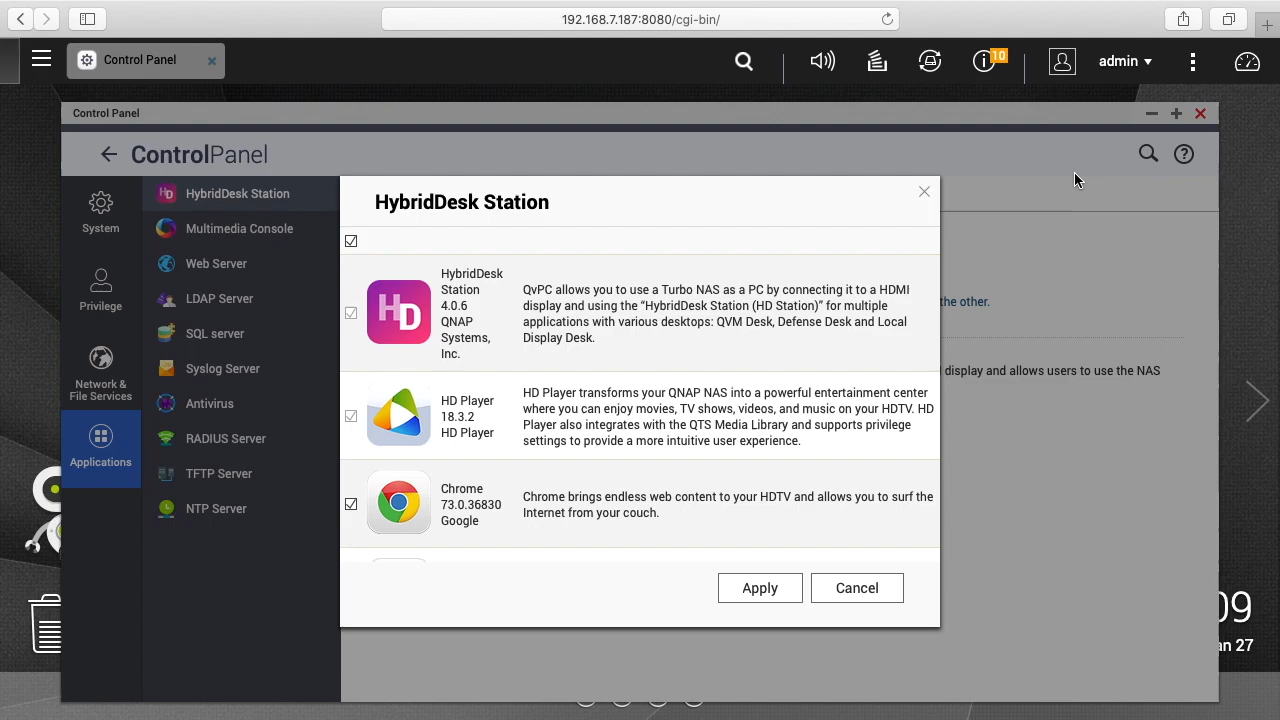 192.168.7.187:8080/cgi-bin/
Control Panel
10
admin
Control Panel
ControlPanel
System
Privilege
Network &
File Services
Applications
HybridDesk Station
Multimedia Console
Web Server
LDAP Server
SQL server
Syslog Server
Antivirus
RADIUS Server
TFTP Server
NTP Server
HybridDesk Station
HybridDesk
Station
4.0.6
QNAP
Systems,
Inc.
QvPC allows you to use a Turbo NAS as a PC by connecting it to a HDMI
display and using the “HybridDesk Station (HD Station)” for multiple
applications with various desktops: QVM Desk, Defense Desk and Local
Display Desk.
HD Player
18.3.2
HD Player
HD Player transforms your QNAP NAS into a powerful entertainment center
where you can enjoy movies, TV shows, videos, and music on your HDTV. HD
Player also integrates with the QTS Media Library and supports privilege
settings to provide a more intuitive user experience.
Chrome
73.0.36830
Google
Chrome brings endless web content to your HDTV and allows you to surf the
Internet from your couch.
Apply
Cancel
the other.
display and allows users to use the NAS
09
an 27